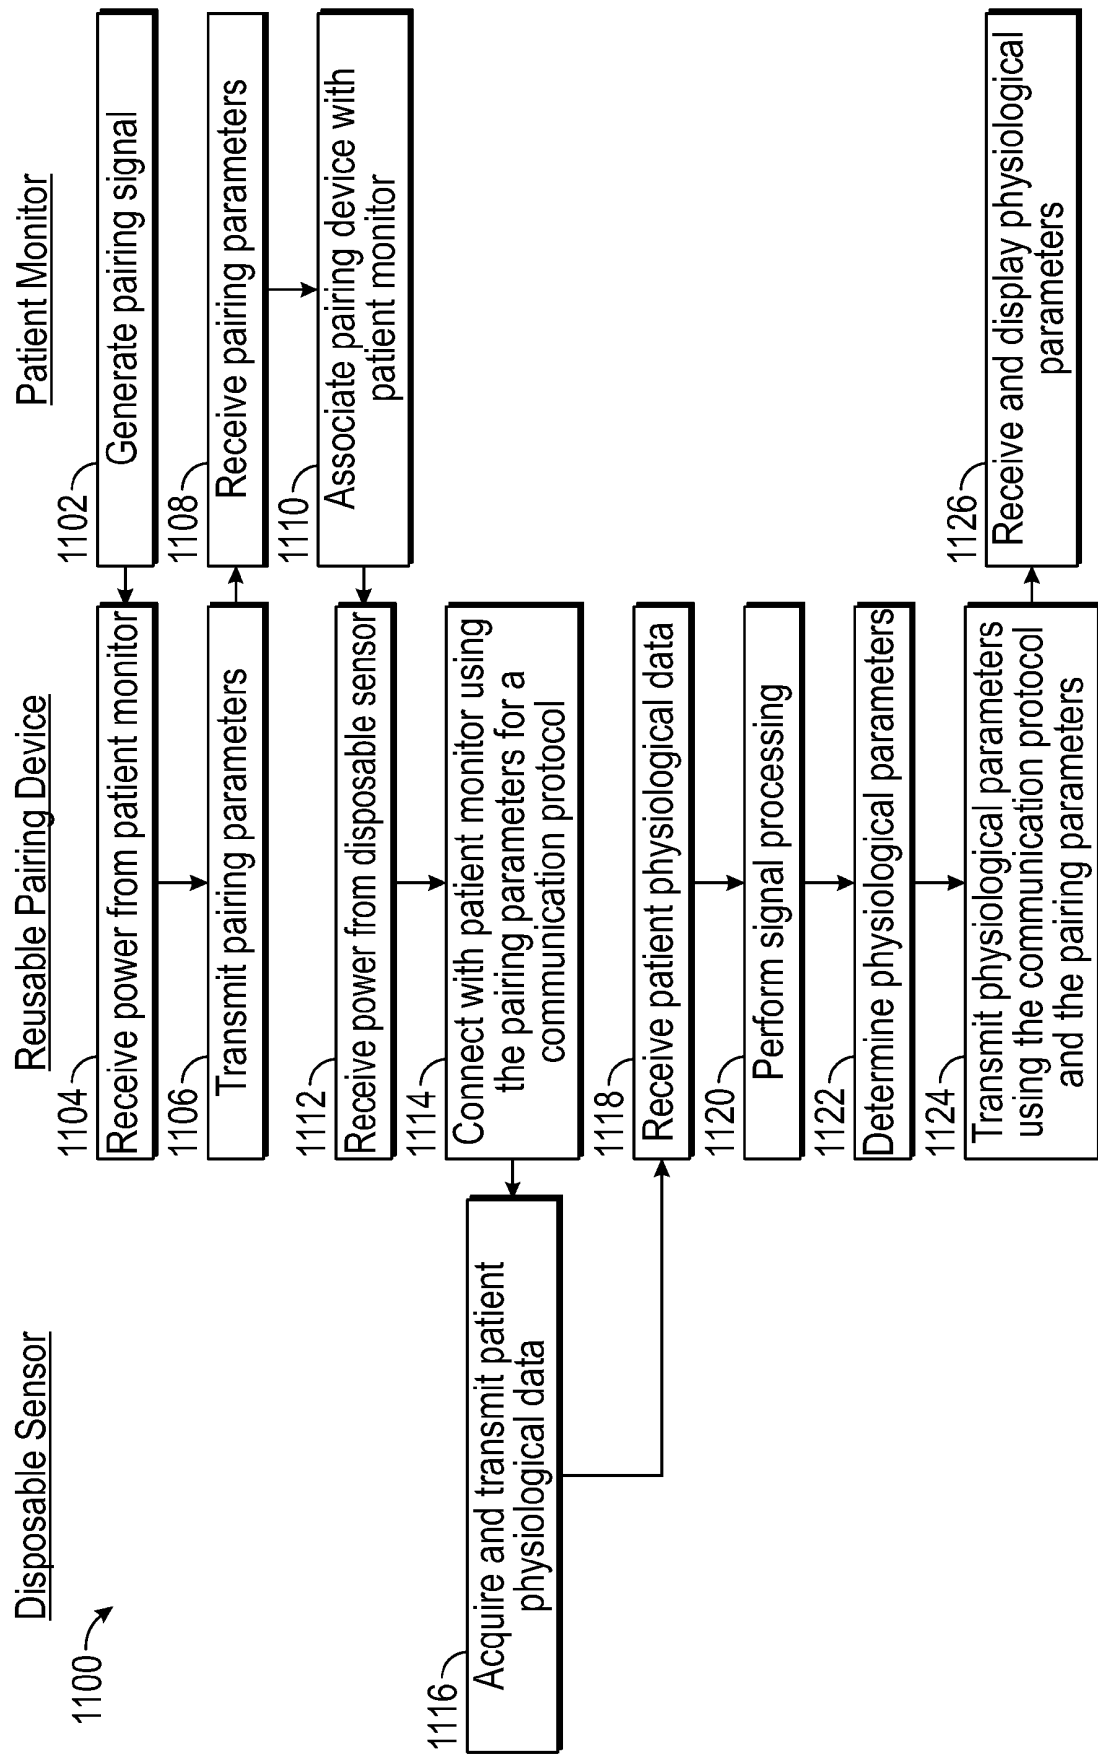 1100
Disposable Sensor
Reusable Pairing Device
Patient Monitor
1102
Generate pairing signal
1104
Receive power from patient monitor
1106
Transmit pairing parameters
1108
Receive pairing parameters
1110
Associate pairing device with
patient monitor
1112
Receive power from disposable sensor
1114
Connect with patient monitor using
the pairing parameters for a
communication protocol
1116
Acquire and transmit patient
physiological data
1118
Receive patient physiological data
1120
Perform signal processing
1122
Determine physiological parameters
1124
Transmit physiological parameters
using the communication protocol
and the pairing parameters
1126
Receive and display physiological
parameters